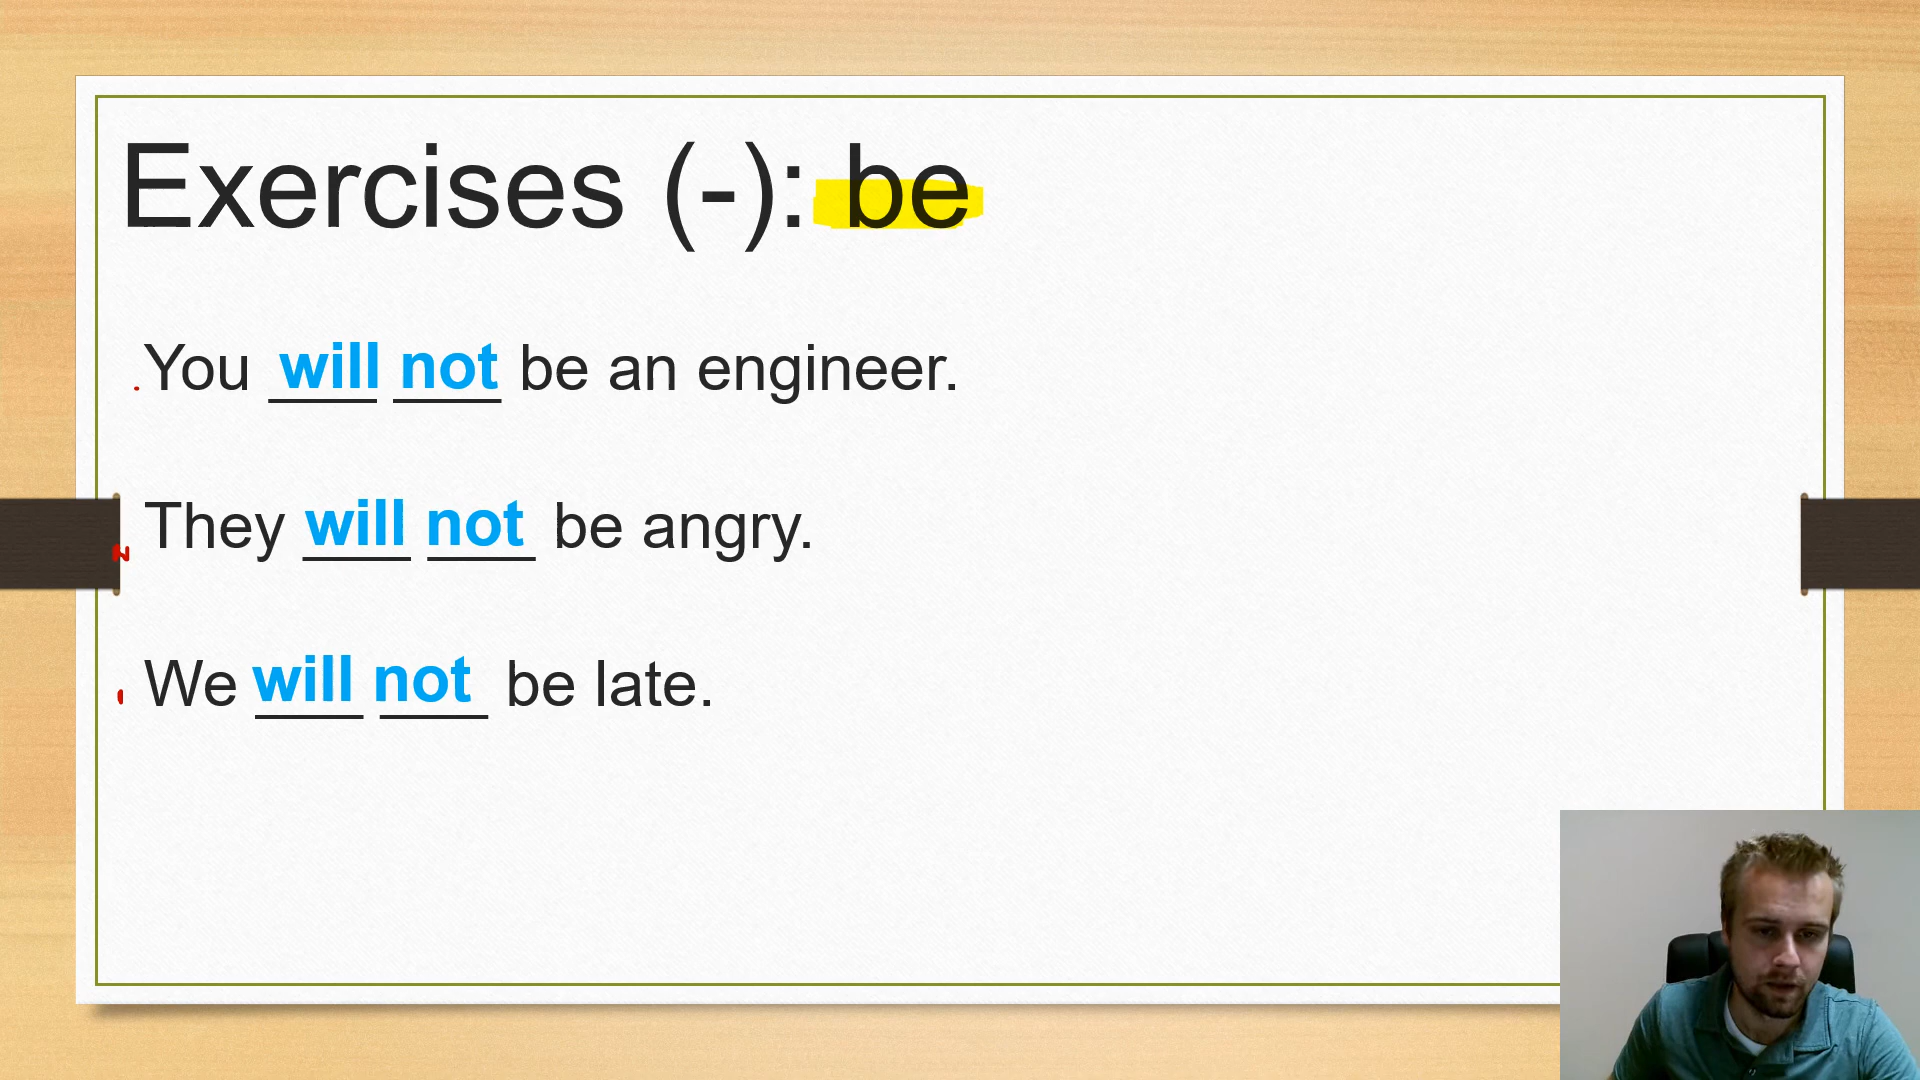 Exercises (-): be
You will not be an engineer.
They will not be angry.
We will not be late.